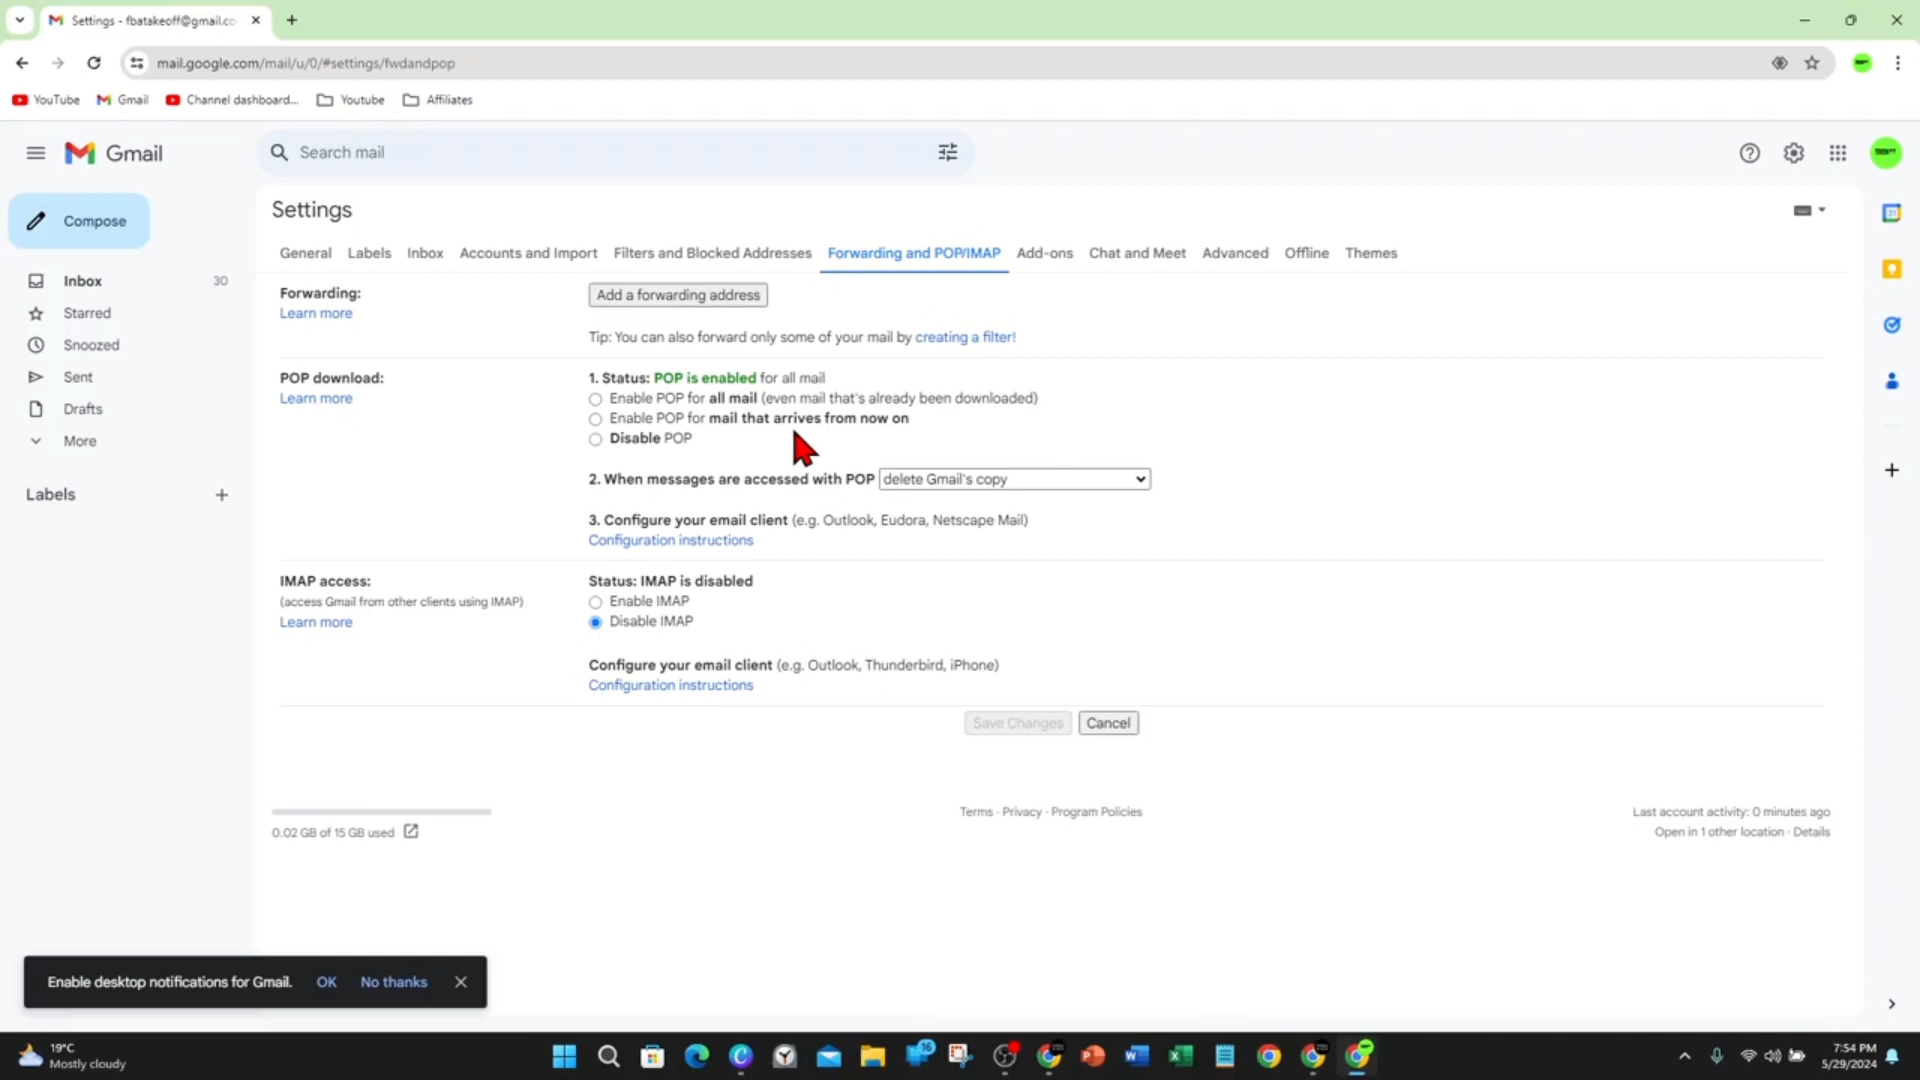 Settings - fbatakeoff@gmail.co
mail.google.com/mail/u/0/#settings/fwdandpop
YouTube
Gmail
Channel dashboard...
Youtube
Affiliates
Gmail
Search mail
Compose
Settings
General
Labels
Inbox
Accounts and Import
Filters and Blocked Addresses
Forwarding and POP/IMAP
Add-ons
Chat and Meet
Advanced
Offline
Themes
Inbox 30
Starred
Snoozed
Sent
Drafts
More
Labels
Forwarding:
Learn more
Add a forwarding address
Tip: You can also forward only some of your mail by creating a filter!
POP download:
Learn more
1. Status: POP is enabled for all mail
Enable POP for all mail (even mail that's already been downloaded)
Enable POP for mail that arrives from now on
Disable POP
2. When messages are accessed with POP delete Gmail's copy
3. Configure your email client (e.g. Outlook, Eudora, Netscape Mail)
Configuration instructions
IMAP access:
(access Gmail from other clients using IMAP)
Learn more
Status: IMAP is disabled
Enable IMAP
Disable IMAP
Configure your email client (e.g. Outlook, Thunderbird, iPhone)
Configuration instructions
Save Changes
Cancel
0.02 GB of 15 GB used
Terms · Privacy · Program Policies
Last account activity: 0 minutes ago
Open in 1 other location · Details
Enable desktop notifications for Gmail. OK No thanks
19°C
Mostly cloudy
16
7:54 PM
5/29/2024